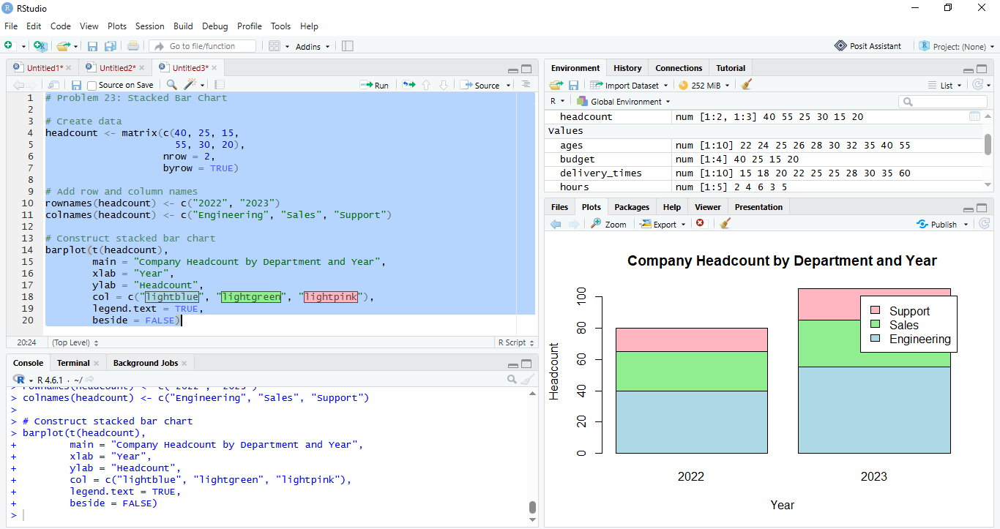 RStudio
File Edit Code View Plots Session Build Debug Profile Tools Help
Go to file/function Addins Posit Assistant Project: (None)
Untitled1* Untitled2* Untitled3*
Source on Save Run Source
1 # Problem 23: Stacked Bar Chart
2
3 # Create data
4 headcount <- matrix(c(40, 25, 15,
5 55, 30, 20),
6 nrow = 2,
7 byrow = TRUE)
8
9 # Add row and column names
10 rownames(headcount) <- c("2022", "2023")
11 colnames(headcount) <- c("Engineering", "Sales", "Support")
12
13 # Construct stacked bar chart
14 barplot(t(headcount),
15 main = "Company Headcount by Department and Year",
16 xlab = "Year",
17 ylab = "Headcount",
18 col = c("lightblue", "lightgreen", "lightpink"),
19 legend.text = TRUE,
20 beside = FALSE)
20:24 (Top Level) R Script
Console Terminal Background Jobs
R 4.6.1 · ~/
> rownames(headcount) <- c("2022", "2023")
> colnames(headcount) <- c("Engineering", "Sales", "Support")
>
> # Construct stacked bar chart
> barplot(t(headcount),
+ main = "Company Headcount by Department and Year",
+ xlab = "Year",
+ ylab = "Headcount",
+ col = c("lightblue", "lightgreen", "lightpink"),
+ legend.text = TRUE,
+ beside = FALSE)
>
Environment History Connections Tutorial
Import Dataset 252 MiB List
R Global Environment
headcount num [1:2, 1:3] 40 55 25 30 15 20
Values
ages num [1:10] 22 24 25 26 28 30 32 35 40 55
budget num [1:4] 40 25 15 20
delivery_times num [1:10] 15 18 20 22 25 25 28 30 35 60
hours num [1:5] 2 4 6 3 5
Files Plots Packages Help Viewer Presentation
Zoom Export Publish
Company Headcount by Department and Year
Headcount
100
80
60
40
20
0
Support
Sales
Engineering
2022 2023
Year